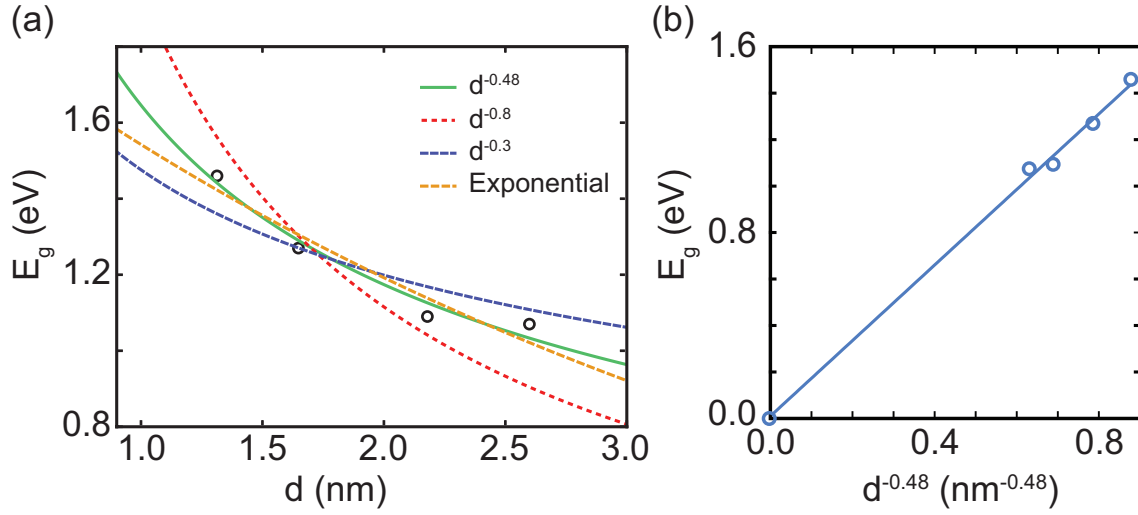 (a)
E_g (eV)
1.6
1.2
0.8
1.0
1.5
2.0
2.5
3.0
d (nm)
d^-0.48
d^-0.8
d^-0.3
Exponential
(b)
E_g (eV)
1.6
0.8
0.0
0.0
0.4
0.8
d^-0.48 (nm^-0.48)